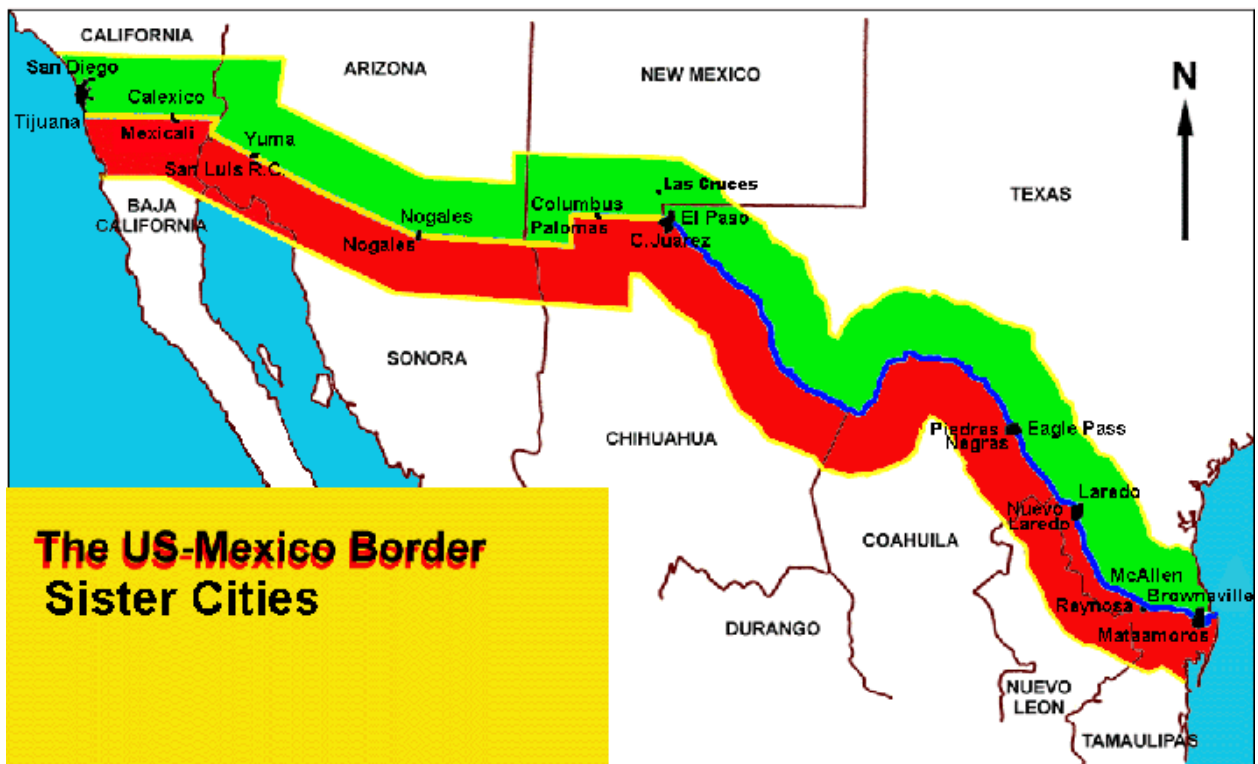 CALIFORNIA
ARIZONA
NEW MEXICO
San Diego
N
Calexico
Tijuana
Mexicali
Yuma
San Luis R.C.
Las Cruces
TEXAS
BAJA
CALIFORNIA
Nogales
Columbus
El Paso
Palomas
Nogales
C.Juarez
SONORA
CHIHUAHUA
Piedras
Negras
Eagle Pass
Laredo
Nuevo
Laredo
COAHUILA
The US-Mexico Border
Sister Cities
McAllen
Brownsville
Reynosa
DURANGO
Mataamoros
NUEVO
LEON
TAMAULIPAS